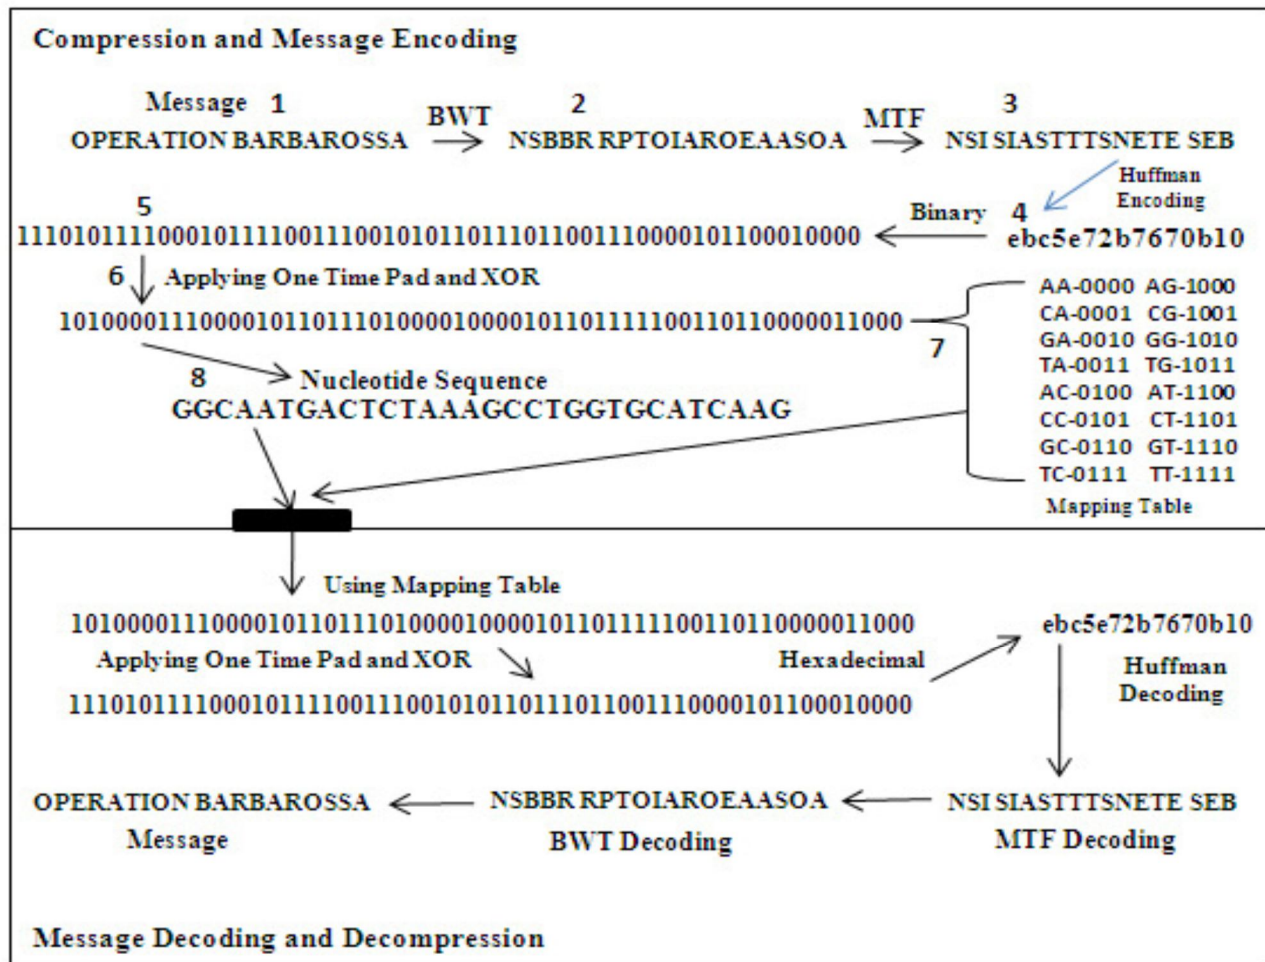 Compression and Message Encoding
Message 1 2 3
OPERATION BARBAROSSA BWT NSBBR RPTOIAROEAASOA MTF NSI SIASTTTSNETE SEB
Huffman
Encoding
5 Binary 4
111010111100010111100111001010110111011001110000101100010000 ebc5e72b7670b10
6 Applying One Time Pad and XOR
101000011100001011011101000010000101101111100110110000011000 7
AA-0000 AG-1000
CA-0001 CG-1001
GA-0010 GG-1010
TA-0011 TG-1011
AC-0100 AT-1100
CC-0101 CT-1101
GC-0110 GT-1110
TC-0111 TT-1111
Mapping Table
8 Nucleotide Sequence
GGCAATGACTCTAAAGCCTGGTGCATCAAG
Using Mapping Table
101000011100001011011101000010000101101111100110110000011000 ebc5e72b7670b10
Applying One Time Pad and XOR Hexadecimal Huffman
Decoding
111010111100010111100111001010110111011001110000101100010000
OPERATION BARBAROSSA NSBBR RPTOIAROEAASOA NSI SIASTTTSNETE SEB
Message BWT Decoding MTF Decoding
Message Decoding and Decompression